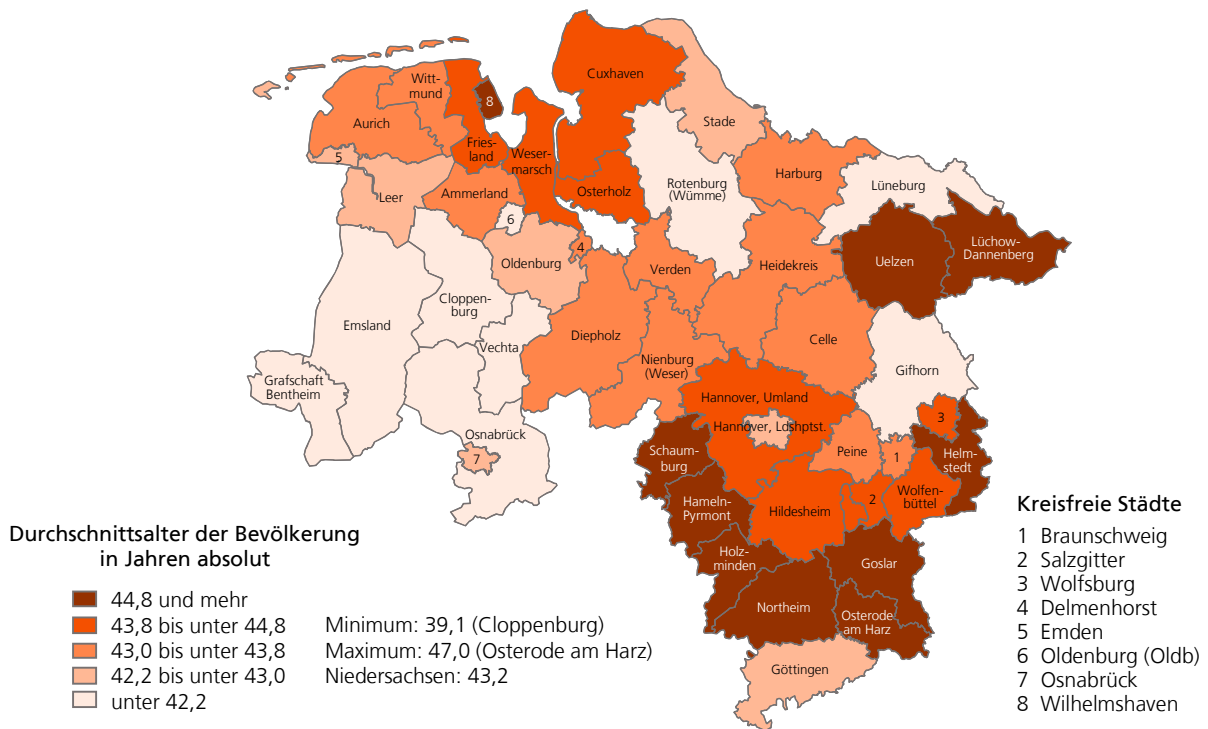 Cuxhaven
Witt-
mund
8
Stade
Aurich
Fries-
land
Weser-
marsch
5
Harburg
Rotenburg
(Wümme)
Lüneburg
Osterholz
Ammerland
Leer
6
Lüchow-
Dannenberg
4
Uelzen
Oldenburg
Verden
Heidekreis
Cloppen-
burg
Emsland
Diepholz
Celle
Vechta
Nienburg
(Weser)
Gifhorn
Grafschaft
Bentheim
Hannover, Umland
3
Hannover, Ldshptst.
Osnabrück
7
Schaum-
burg
Peine
1
Helm-
stedt
2
Wolfen-
büttel
Hameln-
Pyrmont
Hildesheim
Holz-
minden
Goslar
Northeim
Osterode
am Harz
Göttingen
Durchschnittsalter der Bevölkerung
in Jahren absolut
44,8 und mehr
43,8 bis unter 44,8
43,0 bis unter 43,8
42,2 bis unter 43,0
unter 42,2
Minimum: 39,1 (Cloppenburg)
Maximum: 47,0 (Osterode am Harz)
Niedersachsen: 43,2
Kreisfreie Städte
1 Braunschweig
2 Salzgitter
3 Wolfsburg
4 Delmenhorst
5 Emden
6 Oldenburg (Oldb)
7 Osnabrück
8 Wilhelmshaven